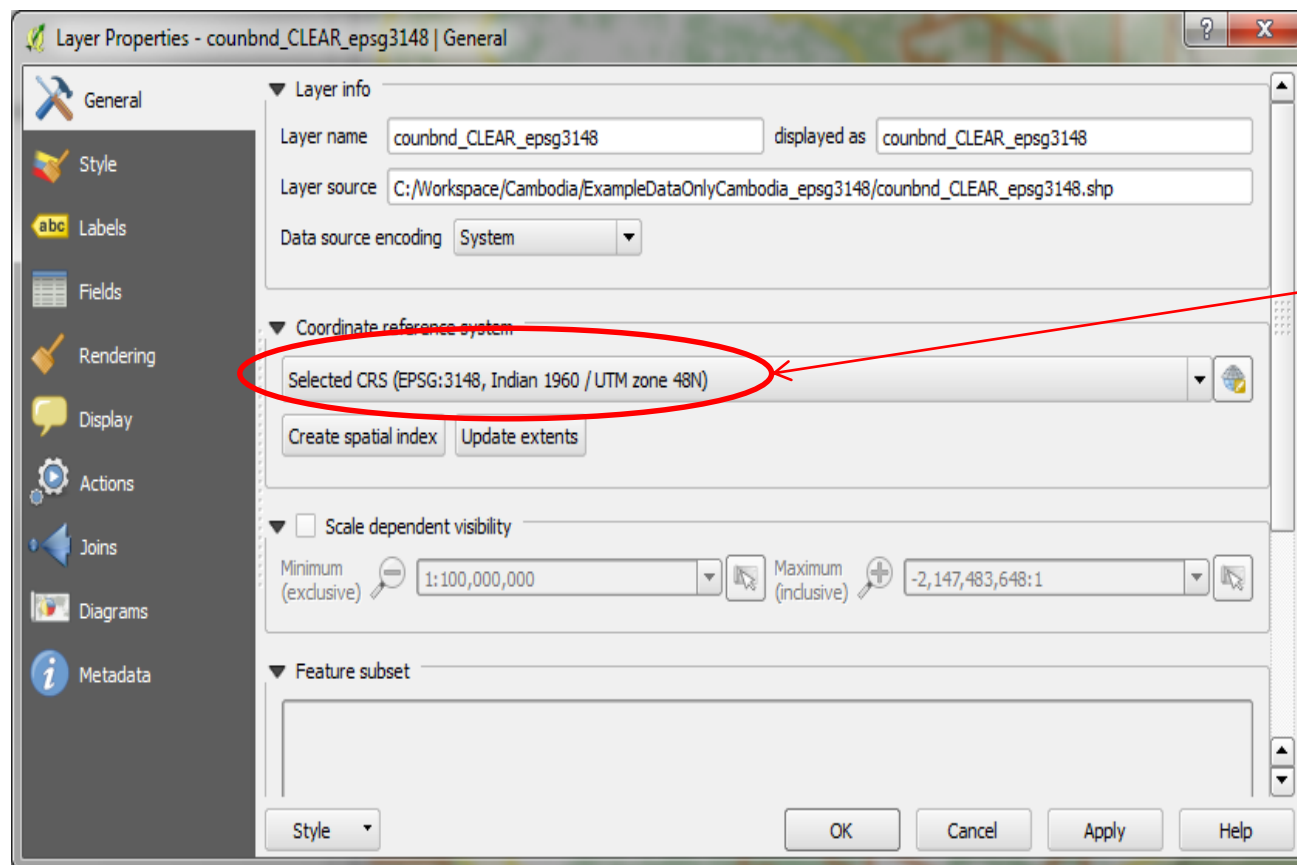 Layer Properties - counbnd_CLEAR_epsg3148 | General
General
Style
Labels
Fields
Rendering
Display
Actions
Joins
Diagrams
Metadata
abc
Layer info
Layer name counbnd_CLEAR_epsg3148 displayed as counbnd_CLEAR_epsg3148
Layer source C:/Workspace/Cambodia/ExampleDataOnlyCambodia_epsg3148/counbnd_CLEAR_epsg3148.shp
Data source encoding System
Coordinate reference system
Selected CRS (EPSG:3148, Indian 1960 / UTM zone 48N)
Create spatial index Update extents
Scale dependent visibility
Minimum (exclusive) 1:100,000,000 Maximum (inclusive) -2,147,483,648:1
Feature subset
Style OK Cancel Apply Help